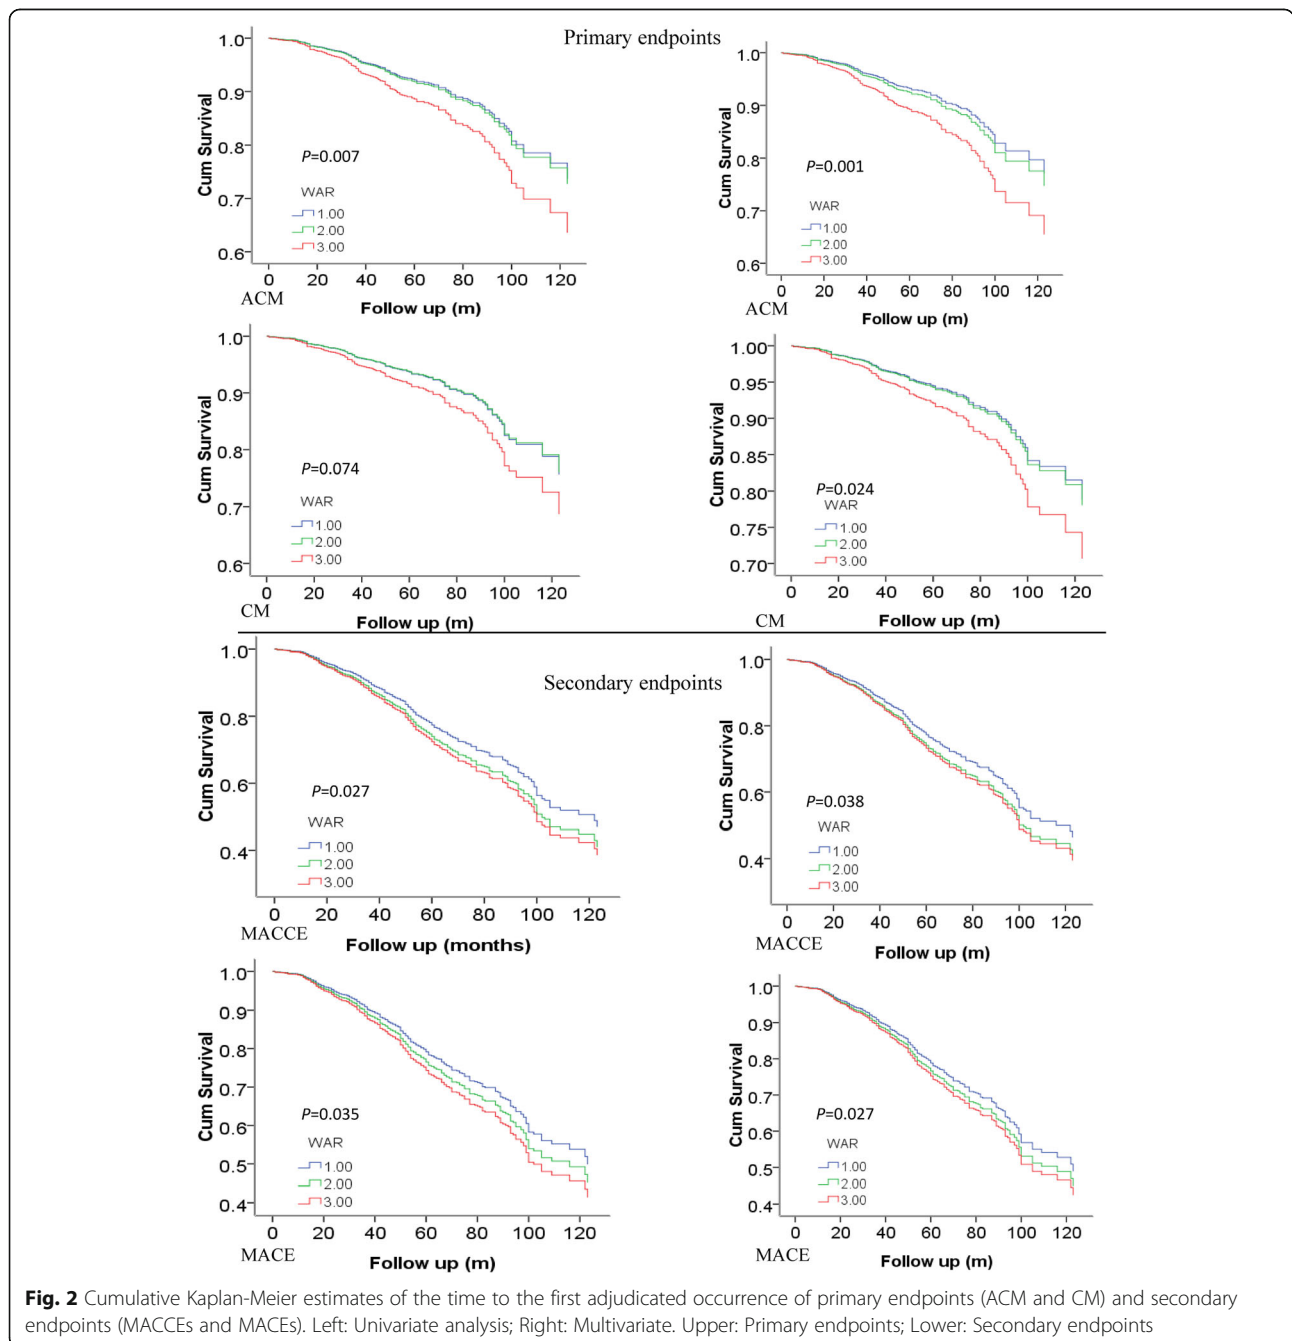 Primary endpoints
1.0
0.9
0.8
0.7
0.6
Cum Survival
P=0.007
WAR
1.00
2.00
3.00
0 20 40 60 80 100 120
ACM
Follow up (m)
1.0
0.9
0.8
0.7
0.6
Cum Survival
P=0.001
WAR
1.00
2.00
3.00
0 20 40 60 80 100 120
ACM
Follow up (m)
1.0
0.9
0.8
0.7
0.6
Cum Survival
P=0.074
WAR
1.00
2.00
3.00
0 20 40 60 80 100 120
CM
Follow up (m)
1.00
0.95
0.90
0.85
0.80
0.75
0.70
Cum Survival
P=0.024
WAR
1.00
2.00
3.00
0 20 40 60 80 100 120
CM
Follow up (m)
Secondary endpoints
1.0
0.8
0.6
0.4
Cum Survival
P=0.027
WAR
1.00
2.00
3.00
0 20 40 60 80 100 120
MACCE
Follow up (months)
1.0
0.8
0.6
0.4
Cum Survival
P=0.038
WAR
1.00
2.00
3.00
0 20 40 60 80 100 120
MACCE
Follow up (m)
1.0
0.9
0.8
0.7
0.6
0.5
0.4
Cum Survival
P=0.035
WAR
1.00
2.00
3.00
0 20 40 60 80 100 120
MACE
Follow up (m)
1.0
0.9
0.8
0.7
0.6
0.5
0.4
Cum Survival
P=0.027
WAR
1.00
2.00
3.00
0 20 40 60 80 100 120
MACE
Follow up (m)
Fig. 2 Cumulative Kaplan-Meier estimates of the time to the first adjudicated occurrence of primary endpoints (ACM and CM) and secondary
endpoints (MACCEs and MACEs). Left: Univariate analysis; Right: Multivariate. Upper: Primary endpoints; Lower: Secondary endpoints